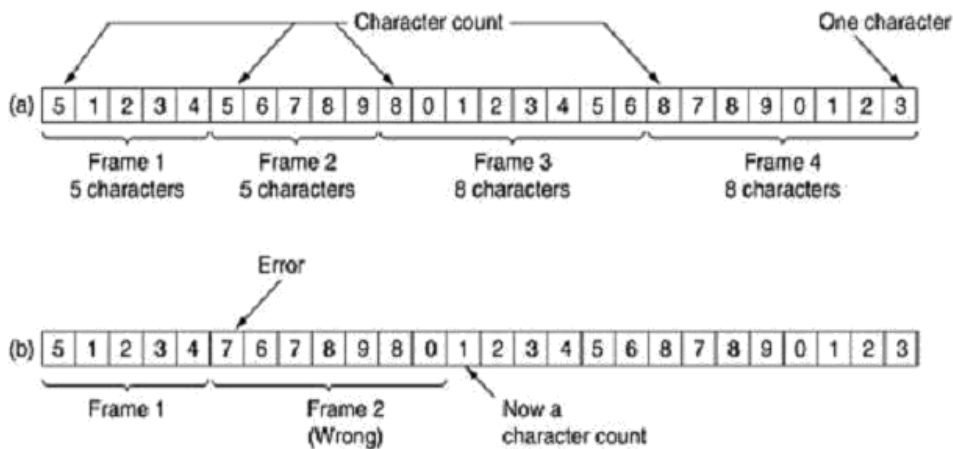 Character count
One character
(a) 5 1 2 3 4 5 6 7 8 9 8 0 1 2 3 4 5 6 8 7 8 9 0 1 2 3
Frame 1 Frame 2 Frame 3 Frame 4
5 characters 5 characters 8 characters 8 characters
Error
(b) 5 1 2 3 4 7 6 7 8 9 8 0 1 2 3 4 5 6 8 7 8 9 0 1 2 3
Frame 1 Frame 2 Now a
(Wrong) character count